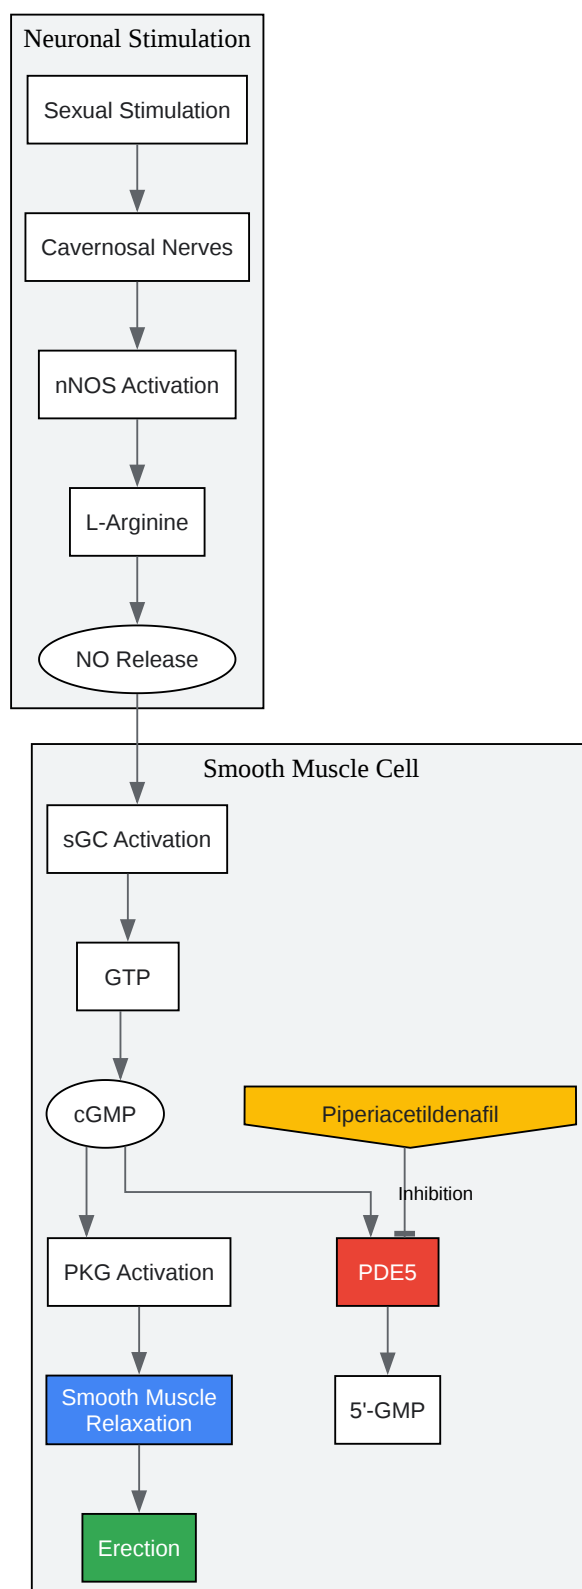 Neuronal Stimulation
Sexual Stimulation
Cavernosal Nerves
nNOS Activation
L-Arginine
NO Release
Smooth Muscle Cell
sGC Activation
GTP
cGMP
Piperiacetildenafil
Inhibition
PKG Activation
PDE5
Smooth Muscle
Relaxation
5'-GMP
Erection